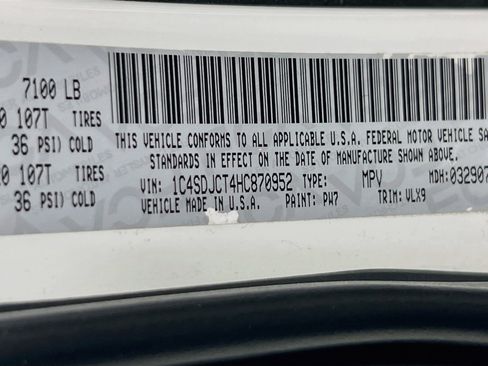 7100 LB
0 107T TIRES
36 PSI) COLD
20 107T TIRES
36 PSI) COLD
THIS VEHICLE CONFORMS TO ALL APPLICABLE U.S.A. FEDERAL MOTOR VEHICLE SA
STANDARDS IN EFFECT ON THE DATE OF MANUFACTURE SHOWN ABOVE.
VIN: 1C4SDJCT4HC870952 TYPE: MPV MDH: 032907
VEHICLE MADE IN U.S.A. PAINT: PW7 TRIM: VLX9